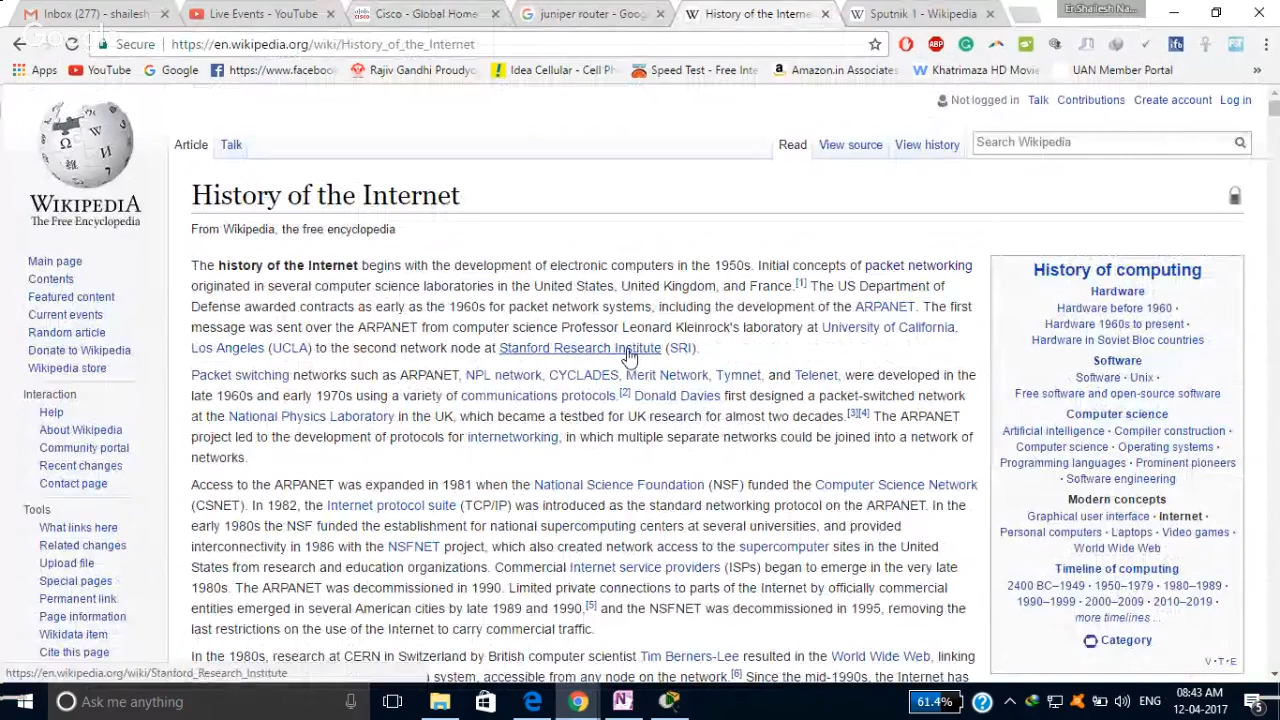 Inbox (277) - shailesh
Live Events - YouTube
Cisco - Global Home
juniper router - Goog
History of the Interne
Sputnik 1 - Wikipedia
Er.Shailesh Na...
Secure
https://en.wikipedia.org/wiki/History_of_the_Internet
Apps
YouTube
Google
https://www.faceboo
Rajiv Gandhi Proudyo
Idea Cellular - Cell Ph
Speed Test - Free Inte
Amazon.in Associates
Khatrimaza HD Movi
UAN Member Portal
»
Not logged in Talk Contributions Create account Log in
Article Talk
Read View source View history
Search Wikipedia
WIKIPEDIA
The Free Encyclopedia
Main page
Contents
Featured content
Current events
Random article
Donate to Wikipedia
Wikipedia store
Interaction
Help
About Wikipedia
Community portal
Recent changes
Contact page
Tools
What links here
Related changes
Upload file
Special pages
Permanent link
Page information
Wikidata item
Cite this page
History of the Internet
From Wikipedia, the free encyclopedia
The history of the Internet begins with the development of electronic computers in the 1950s. Initial concepts of packet networking
originated in several computer science laboratories in the United States, United Kingdom, and France.[1] The US Department of
Defense awarded contracts as early as the 1960s for packet network systems, including the development of the ARPANET. The first
message was sent over the ARPANET from computer science Professor Leonard Kleinrock's laboratory at University of California,
Los Angeles (UCLA) to the second network node at Stanford Research Institute (SRI).
Packet switching networks such as ARPANET, NPL network, CYCLADES, Merit Network, Tymnet, and Telenet, were developed in the
late 1960s and early 1970s using a variety of communications protocols.[2] Donald Davies first designed a packet-switched network
at the National Physics Laboratory in the UK, which became a testbed for UK research for almost two decades.[3][4] The ARPANET
project led to the development of protocols for internetworking, in which multiple separate networks could be joined into a network of
networks.
Access to the ARPANET was expanded in 1981 when the National Science Foundation (NSF) funded the Computer Science Network
(CSNET). In 1982, the Internet protocol suite (TCP/IP) was introduced as the standard networking protocol on the ARPANET. In the
early 1980s the NSF funded the establishment for national supercomputing centers at several universities, and provided
interconnectivity in 1986 with the NSFNET project, which also created network access to the supercomputer sites in the United
States from research and education organizations. Commercial Internet service providers (ISPs) began to emerge in the very late
1980s. The ARPANET was decommissioned in 1990. Limited private connections to parts of the Internet by officially commercial
entities emerged in several American cities by late 1989 and 1990,[5] and the NSFNET was decommissioned in 1995, removing the
last restrictions on the use of the Internet to carry commercial traffic.
In the 1980s, research at CERN in Switzerland by British computer scientist Tim Berners-Lee resulted in the World Wide Web, linking
system, accessible from any node on the network.[6] Since the mid-1990s, the Internet has
History of computing
Hardware
Hardware before 1960 ·
Hardware 1960s to present ·
Hardware in Soviet Bloc countries
Software
Software · Unix ·
Free software and open-source software
Computer science
Artificial intelligence · Compiler construction ·
Computer science · Operating systems ·
Programming languages · Prominent pioneers
· Software engineering
Modern concepts
Graphical user interface · Internet ·
Personal computers · Laptops · Video games ·
World Wide Web
Timeline of computing
2400 BC–1949 · 1950–1979 · 1980–1989 ·
1990–1999 · 2000–2009 · 2010–2019 ·
more timelines ...
Category
V · T · E
https://en.wikipedia.org/wiki/Stanford_Research_Institute
Ask me anything
61.4%
ENG
08:43 AM
12-04-2017
5